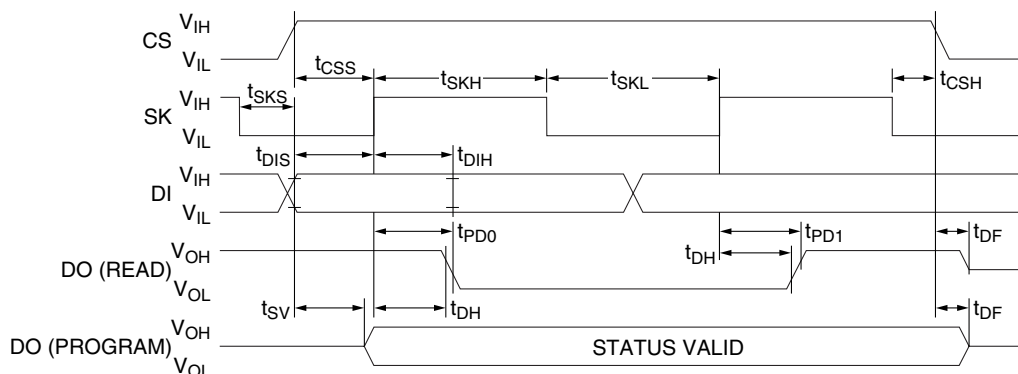 CS V_IH
V_IL
t_CSS t_SKH t_SKL t_CSH
SK V_IH t_SKS
V_IL
t_DIS t_DIH
DI V_IH
V_IL
t_PD0 t_PD1 t_DF
DO (READ) V_OH t_DH
V_OL
t_SV t_DH t_DF
DO (PROGRAM) V_OH
STATUS VALID
V_OL